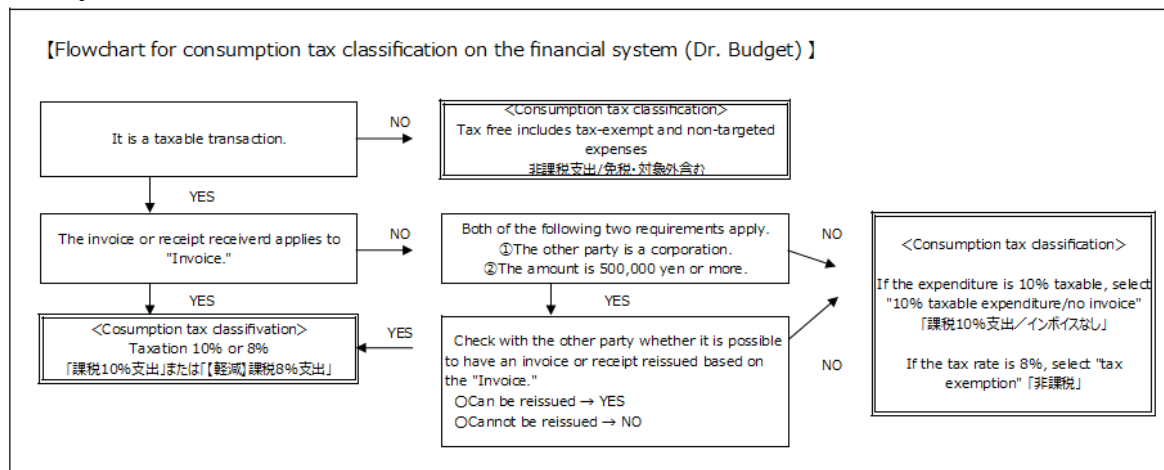 【Flowchart for consumption tax classification on the financial system (Dr. Budget) 】
It is a taxable transaction.
NO
<Consumption tax classification>
Tax free includes tax-exempt and non-targeted
expenses
非課税支出/免税・対象外含む
YES
The invoice or receipt receiverd applies to
"Invoice."
NO
Both of the following two requirements apply.
①The other party is a corporation.
②The amount is 500,000 yen or more.
NO
<Consumption tax classification>
If the expenditure is 10% taxable, select
"10% taxable expenditure/no invoice"
「課税10%支出／インボイスなし」
If the tax rate is 8%, select "tax
exemption" 「非課税」
YES
YES
<Cosumption tax classifivation>
Taxation 10% or 8%
「課税10%支出」または「【軽減】課税8%支出」
YES
Check with the other party whether it is possible
to have an invoice or receipt reissued based on
the "Invoice."
○Can be reissued → YES
○Cannot be reissued → NO
NO